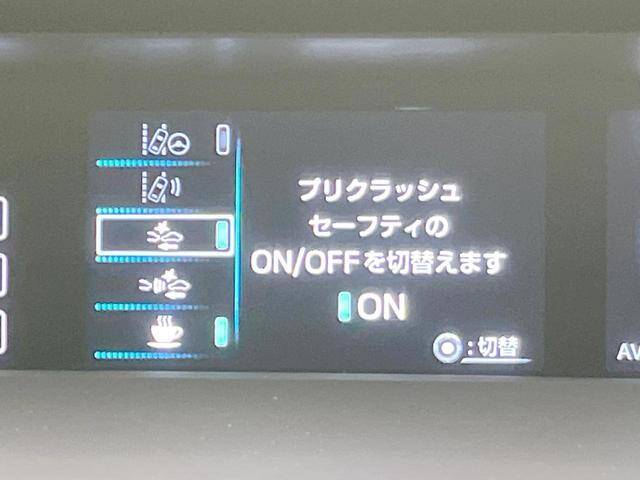 プリクラッシュ
セーフティの
ON/OFFを切替えます
ON
:切替
AV